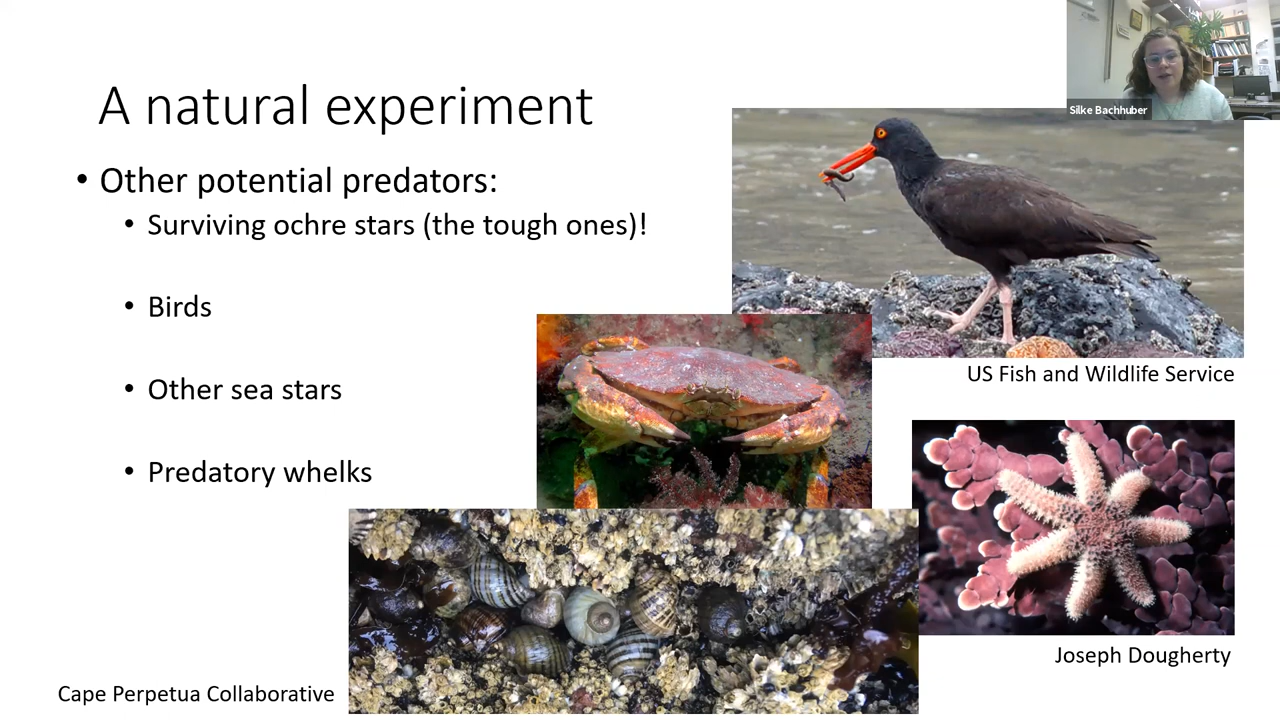 Silke Bachhuber
A natural experiment
• Other potential predators:
• Surviving ochre stars (the tough ones)!
• Birds
• Other sea stars
• Predatory whelks
US Fish and Wildlife Service
Joseph Dougherty
Cape Perpetua Collaborative